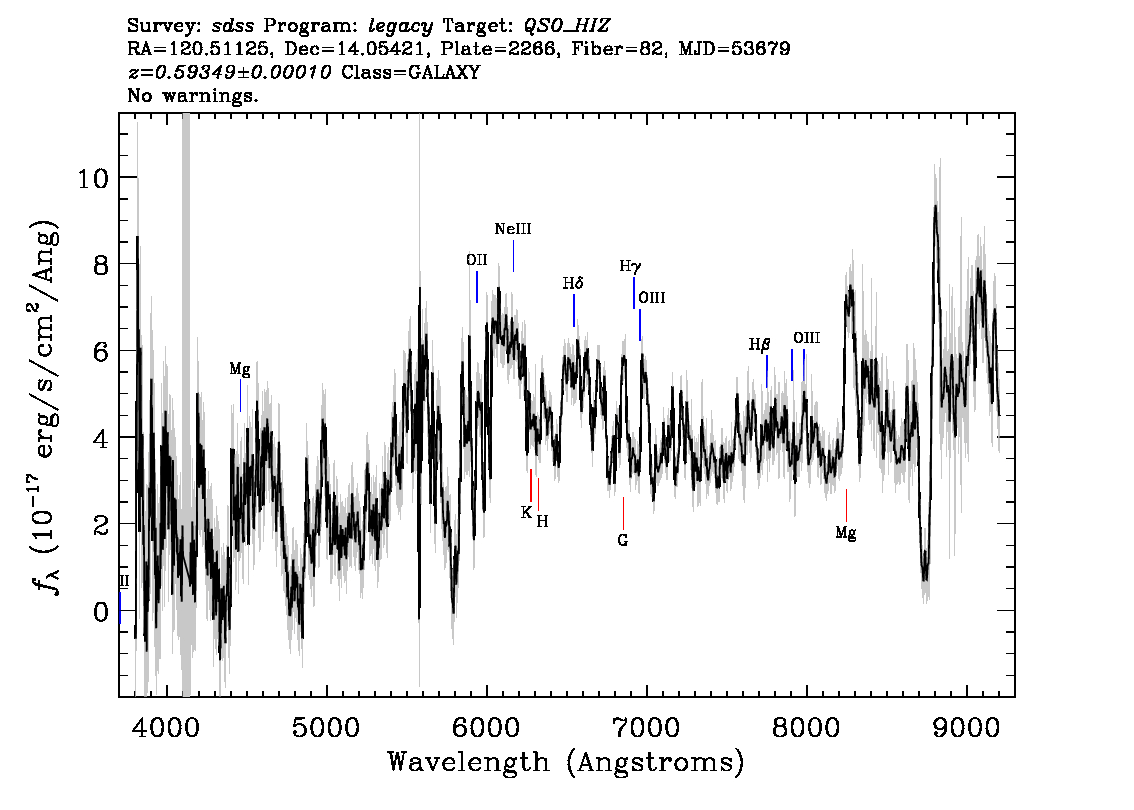 Survey: sdss Program: legacy Target: QSO_HIZ
RA=120.51125, Dec=14.05421, Plate=2266, Fiber=82, MJD=53679
z=0.59349±0.00010 Class=GALAXY
No warnings.
NeIII
OII
Hγ
Hδ
OIII
Hβ
OIII
Mg
K
H
G
Mg
II
10
8
6
4
2
0
f_λ (10⁻¹⁷ erg/s/cm²/Ang)
4000 5000 6000 7000 8000 9000
Wavelength (Angstroms)